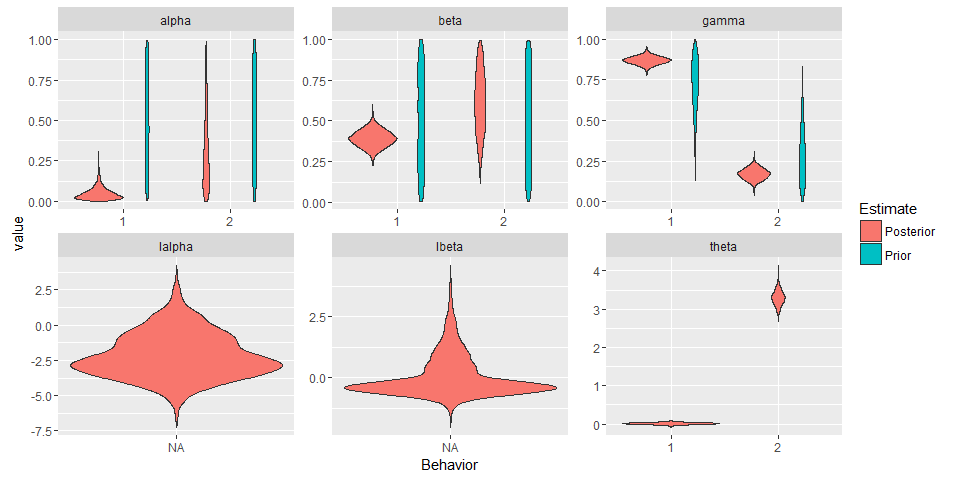 alpha
beta
gamma
1.00
0.75
0.50
0.25
0.00
1 2
1.00
0.75
0.50
0.25
0.00
1 2
1.00
0.75
0.50
0.25
0.00
1 2
lalpha
lbeta
theta
2.5
0.0
-2.5
-5.0
-7.5
NA
2.5
0.0
NA
4
3
2
1
0
1 2
value
Behavior
Estimate
Posterior
Prior